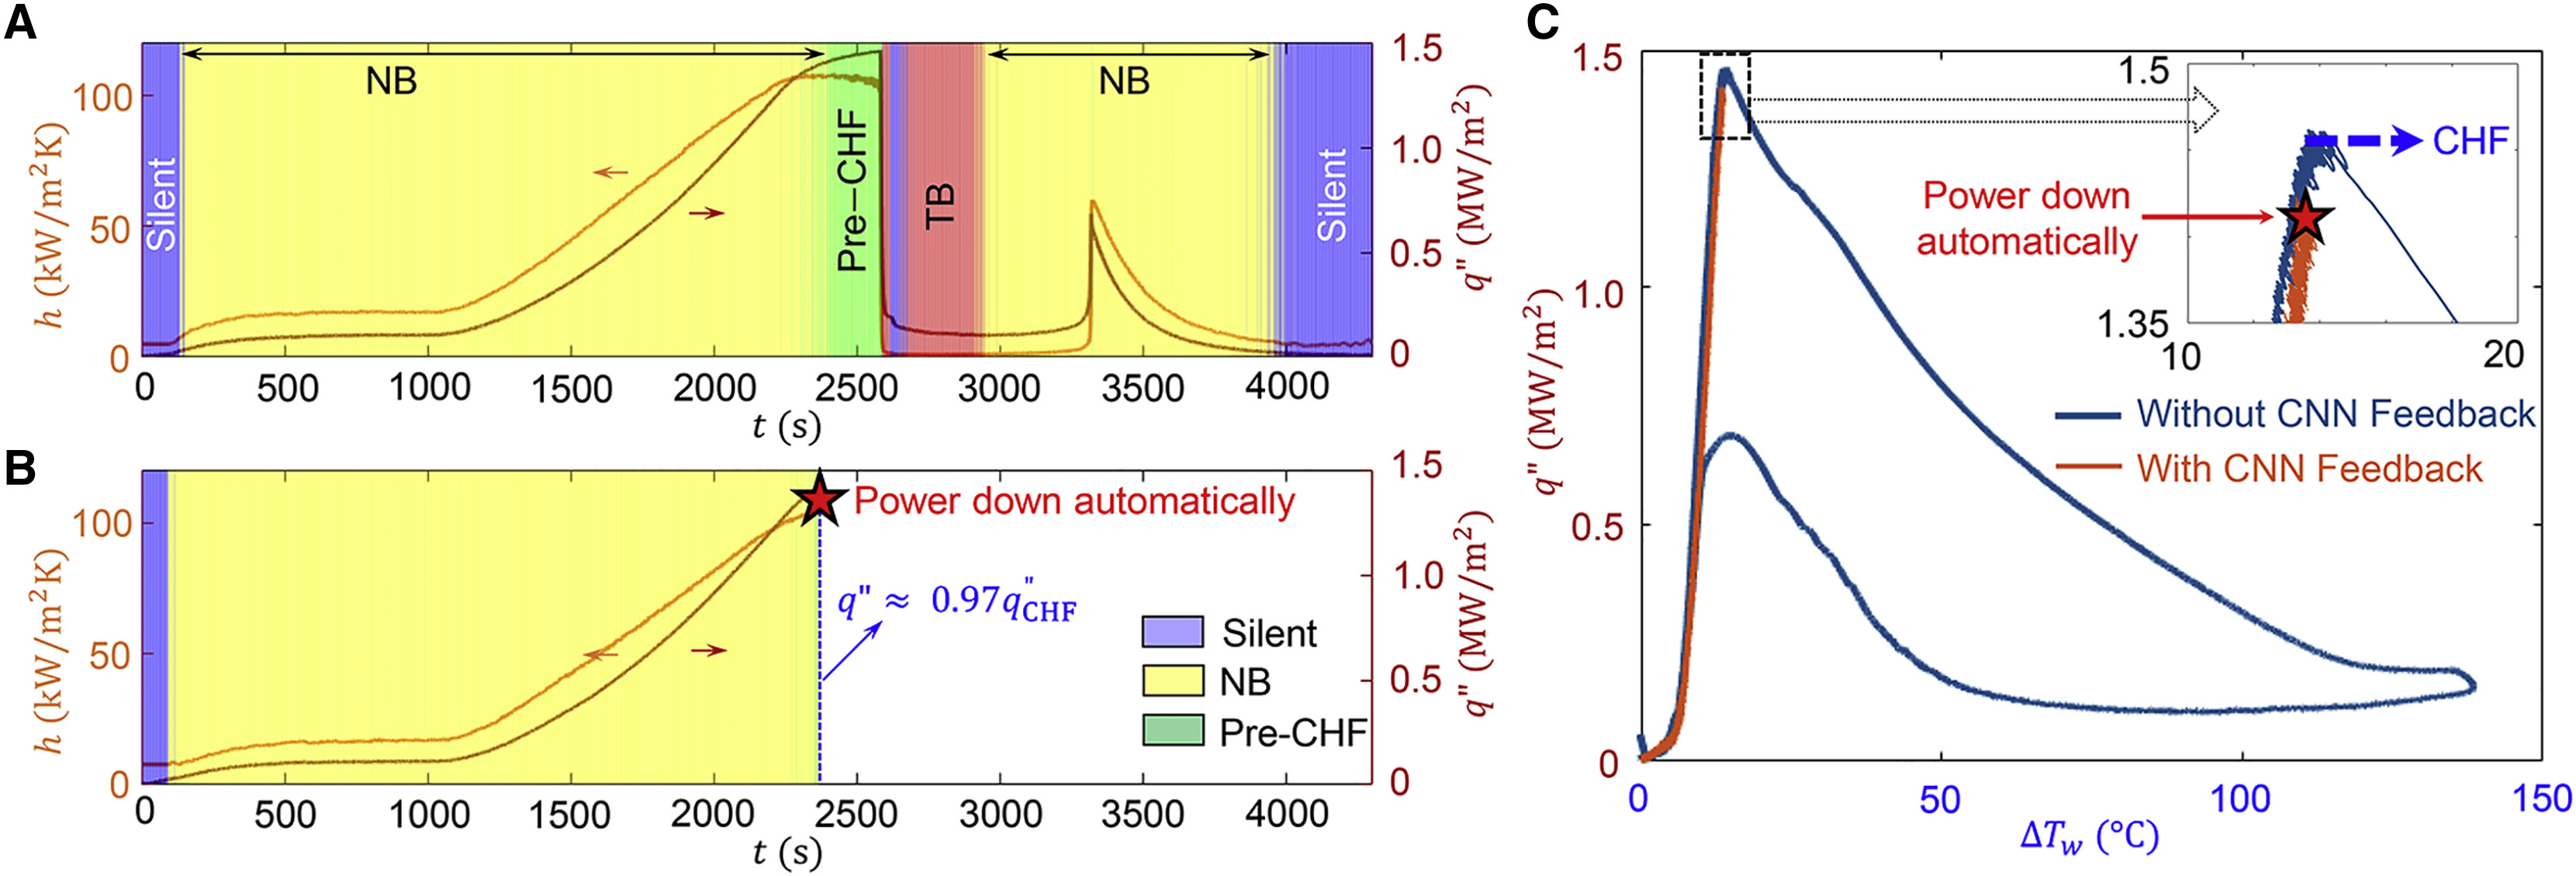 A
NB
NB
Silent
Pre–CHF
TB
Silent
h (kW/m²K)
100
50
0
1.5
1.0
0.5
0
q" (MW/m²)
0 500 1000 1500 2000 2500 3000 3500 4000
t (s)
B
Power down automatically
q" ≈ 0.97q"CHF
Silent
NB
Pre-CHF
h (kW/m²K)
100
50
0
1.5
1.0
0.5
0
q" (MW/m²)
0 500 1000 1500 2000 2500 3000 3500 4000
t (s)
C
1.5
1.0
0.5
0
q" (MW/m²)
1.5
CHF
Power down
automatically
1.35
10 20
Without CNN Feedback
With CNN Feedback
0 50 100 150
ΔTw (°C)